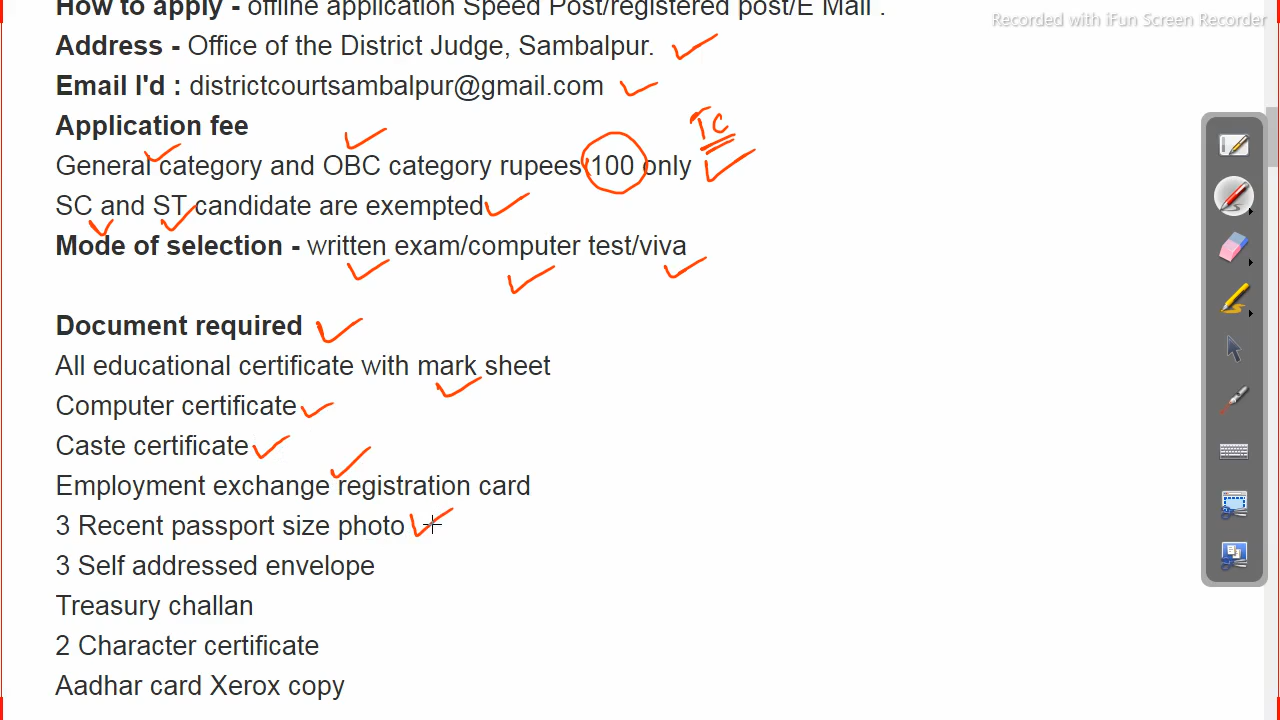 How to apply - offline application Speed Post/registered post/E Mail .
Recorded with iFun Screen Recorder
Address - Office of the District Judge, Sambalpur.
Email I'd : districtcourtsambalpur@gmail.com
Application fee
TC
General category and OBC category rupees 100 only
SC and ST candidate are exempted
Mode of selection - written exam/computer test/viva
Document required
All educational certificate with mark sheet
Computer certificate
Caste certificate
Employment exchange registration card
3 Recent passport size photo
3 Self addressed envelope
Treasury challan
2 Character certificate
Aadhar card Xerox copy